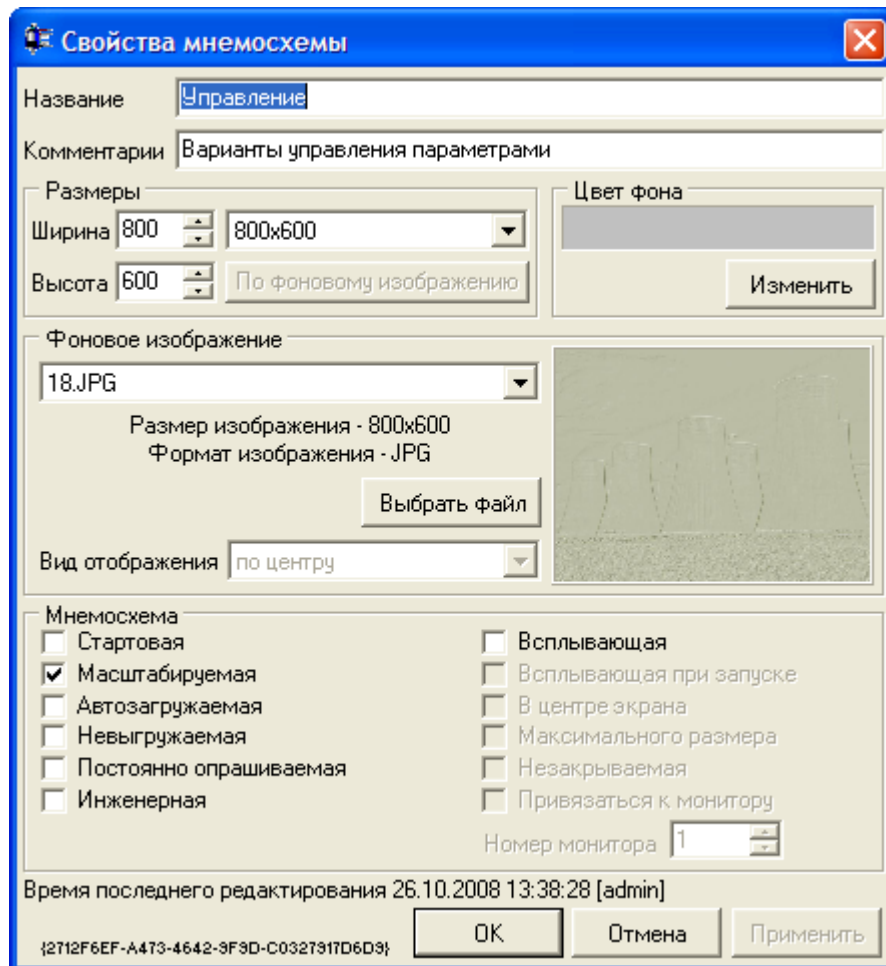 Свойства мнемосхемы
Название Управление
Комментарии Варианты управления параметрами
Размеры
Ширина 800 800x600
Высота 600 По фоновому изображению
Цвет фона
Изменить
Фоновое изображение
18.JPG
Размер изображения - 800x600
Формат изображения - JPG
Выбрать файл
Вид отображения по центру
Мнемосхема
Стартовая
Масштабируемая
Автозагружаемая
Невыгружаемая
Постоянно опрашиваемая
Инженерная
Всплывающая
Всплывающая при запуске
В центре экрана
Максимального размера
Незакрываемая
Привязаться к монитору
Номер монитора 1
Время последнего редактирования 26.10.2008 13:38:28 [admin]
{2712F6EF-A473-4642-9F9D-C0327917D6D9} OK Отмена Применить